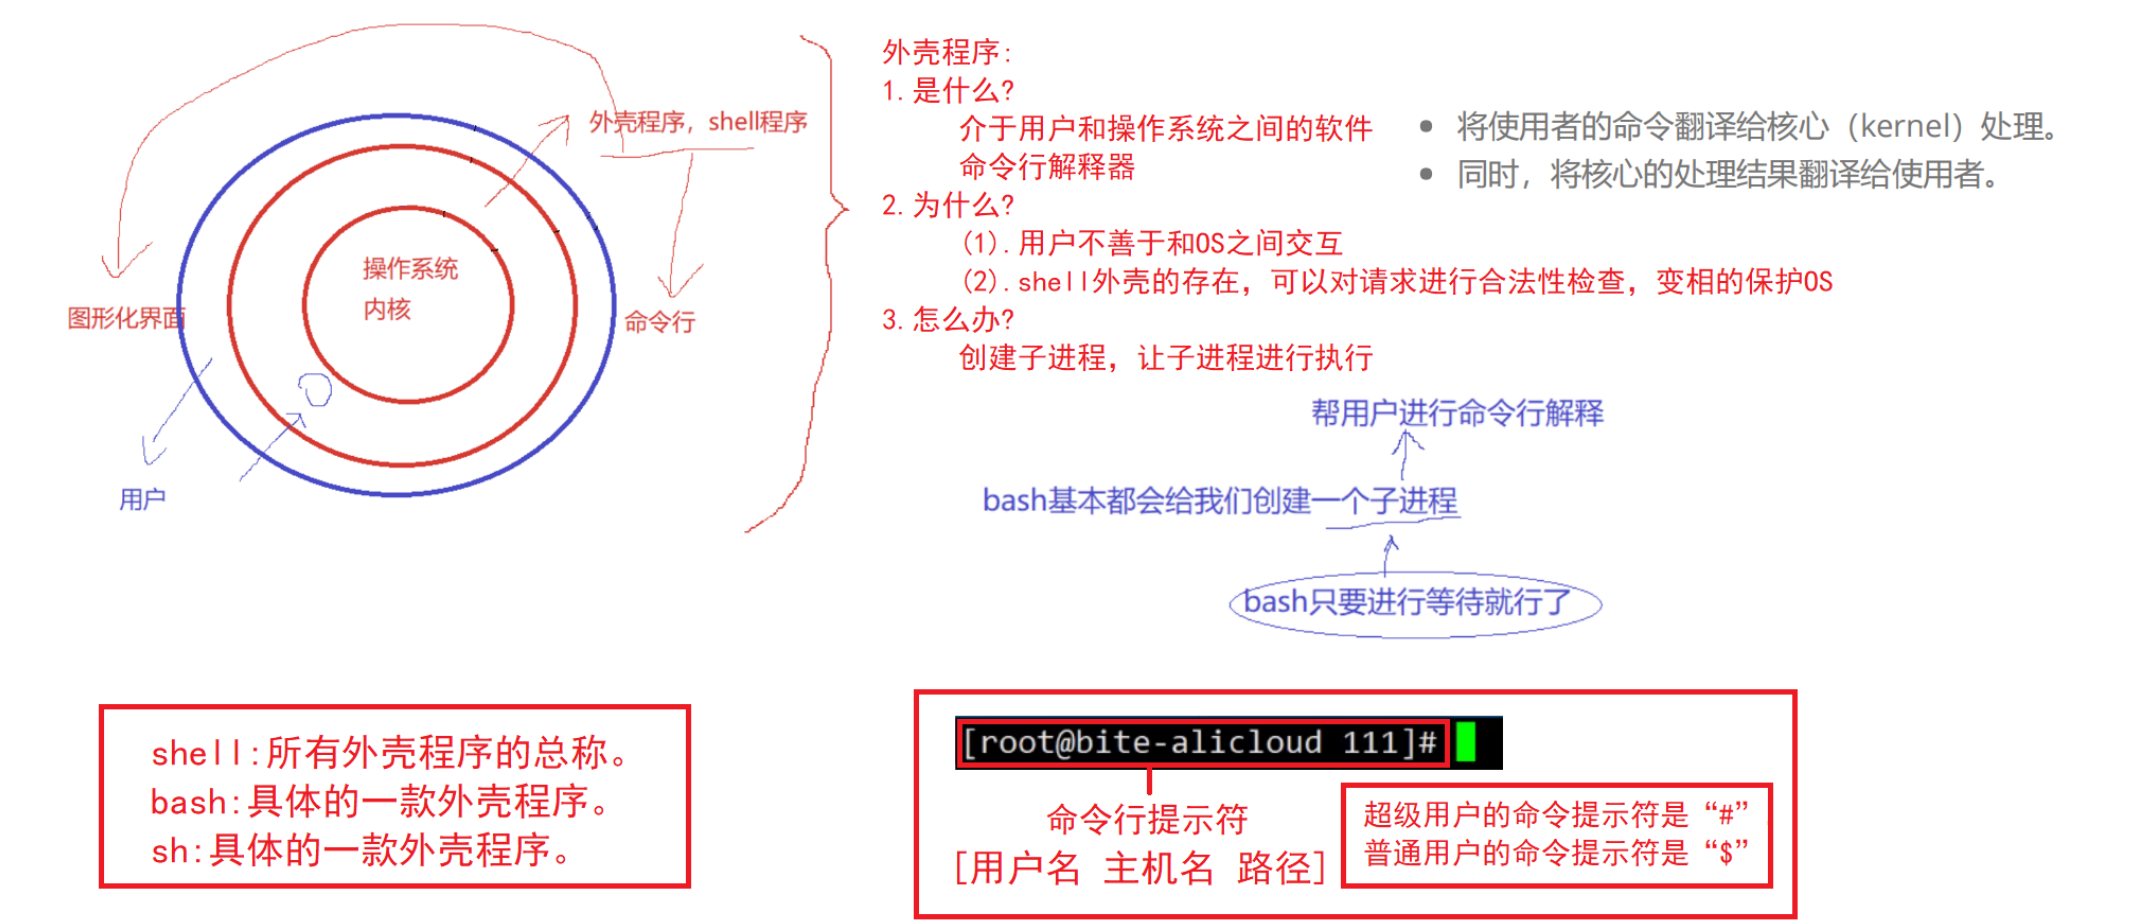 外壳程序，shell程序
操作系统
内核
图形化界面
命令行
用户
外壳程序:
1.是什么?
介于用户和操作系统之间的软件
命令行解释器
2.为什么?
(1).用户不善于和OS之间交互
(2).shell外壳的存在，可以对请求进行合法性检查，变相的保护OS
3.怎么办?
创建子进程，让子进程进行执行
• 将使用者的命令翻译给核心（kernel）处理。
• 同时，将核心的处理结果翻译给使用者。
帮用户进行命令行解释
bash基本都会给我们创建一个子进程
bash只要进行等待就行了
shell:所有外壳程序的总称。
bash:具体的一款外壳程序。
sh:具体的一款外壳程序。
[root@bite-alicloud 111]#
命令行提示符
[用户名 主机名 路径]
超级用户的命令提示符是“#”
普通用户的命令提示符是“$”